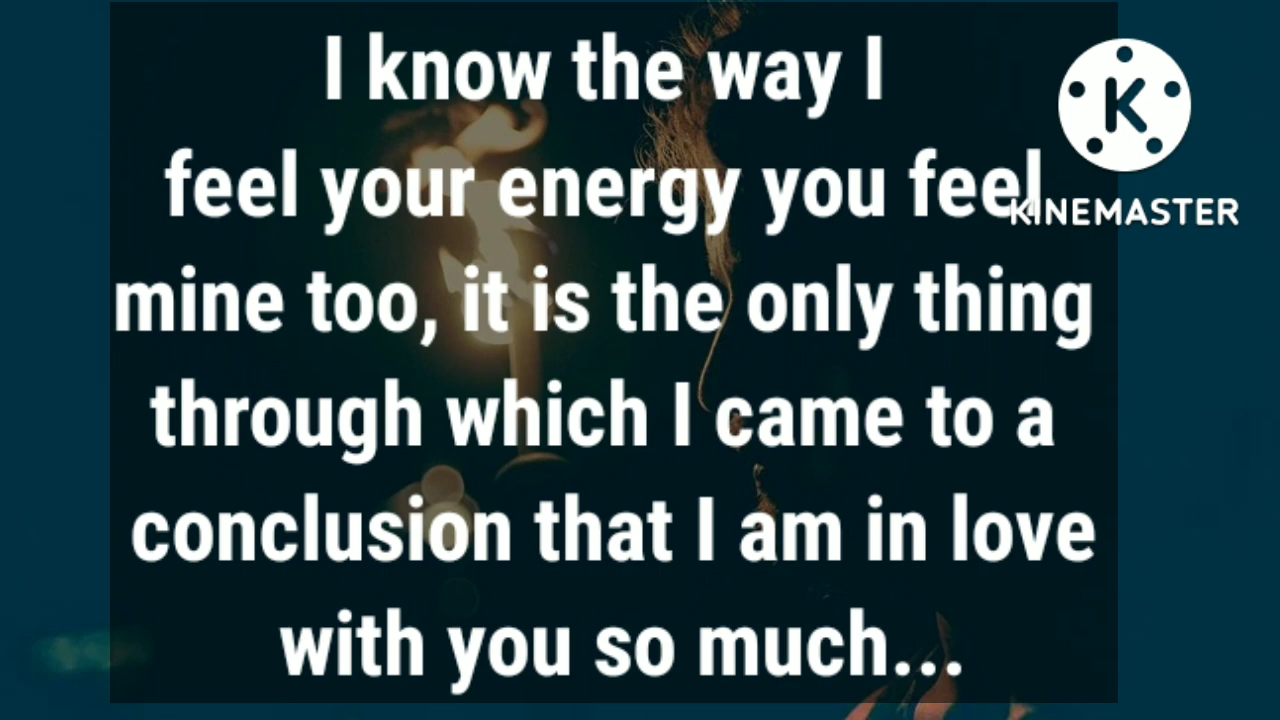 I know the way I
feel your energy you feel
mine too, it is the only thing
through which I came to a
conclusion that I am in love
with you so much...
K
KINEMASTER